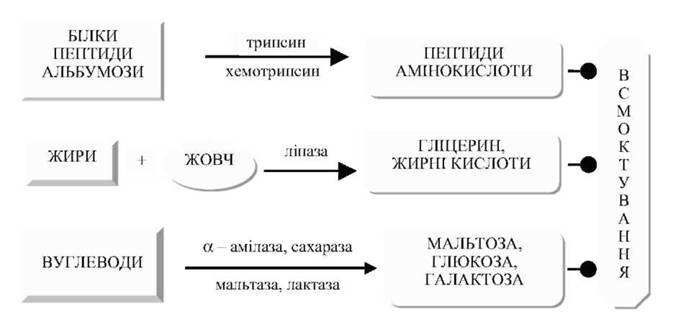 БІЛКИ
ПЕПТИДИ
АЛЬБУМОЗИ
трипсин
хемотрипсин
ПЕПТИДИ
АМІНОКИСЛОТИ
ЖИРИ
+
ЖОВЧ
ліпаза
ГЛІЦЕРИН,
ЖИРНІ КИСЛОТИ
ВУГЛЕВОДИ
α – амілаза, сахараза
мальтаза, лактаза
МАЛЬТОЗА,
ГЛЮКОЗА,
ГАЛАКТОЗА
ВСМОКТУВАННЯ